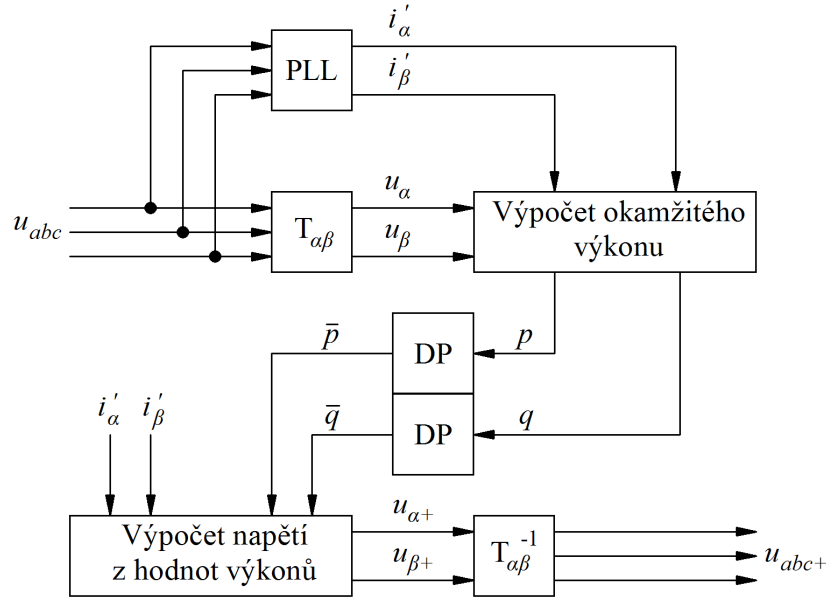 i′α
PLL
i′β
uabc
Tαβ
uα
uβ
Výpočet okamžitého
výkonu
p̄
DP
p
i′α
i′β
q̄
DP
q
Výpočet napětí
z hodnot výkonů
uα+
uβ+
Tαβ-1
uabc+